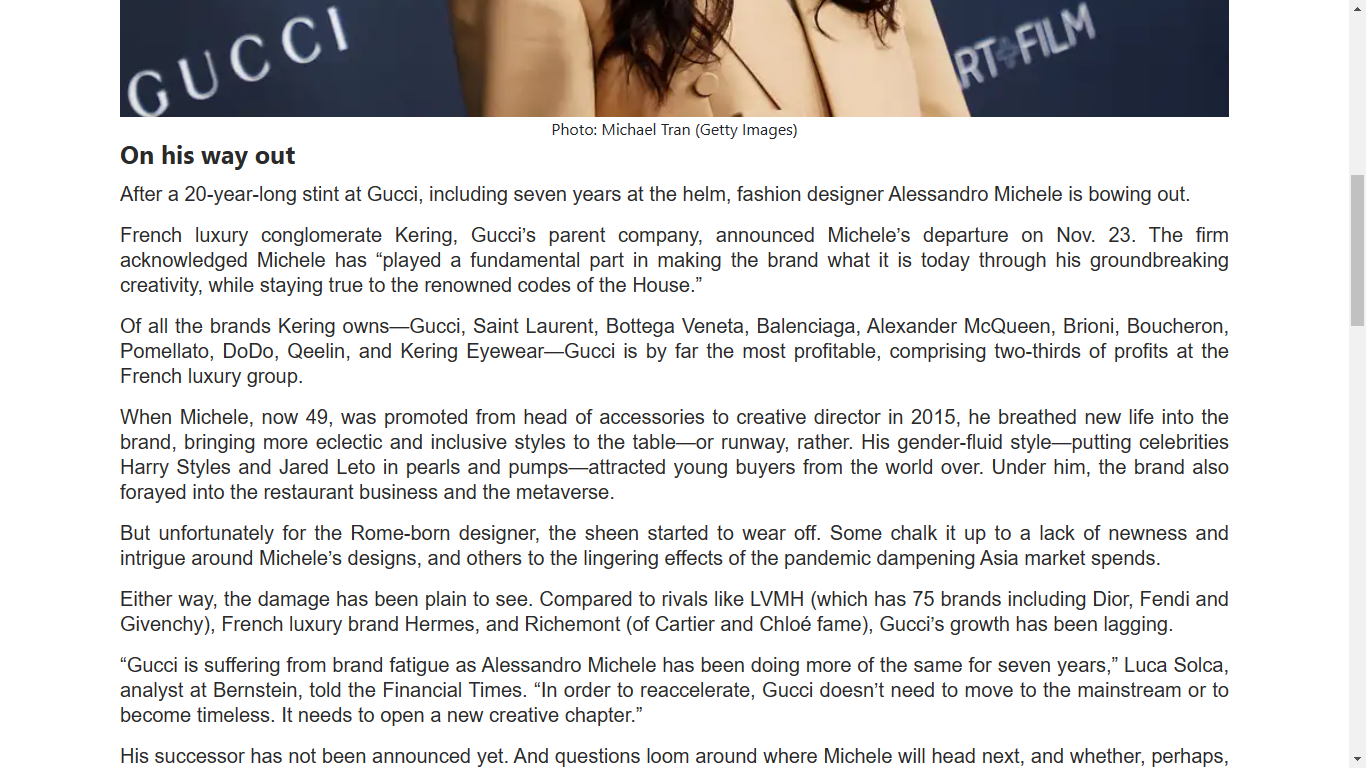 GUCCI
ART+FILM
Photo: Michael Tran (Getty Images)
On his way out
After a 20-year-long stint at Gucci, including seven years at the helm, fashion designer Alessandro Michele is bowing out.
French luxury conglomerate Kering, Gucci’s parent company, announced Michele’s departure on Nov. 23. The firm
acknowledged Michele has “played a fundamental part in making the brand what it is today through his groundbreaking
creativity, while staying true to the renowned codes of the House.”
Of all the brands Kering owns—Gucci, Saint Laurent, Bottega Veneta, Balenciaga, Alexander McQueen, Brioni, Boucheron,
Pomellato, DoDo, Qeelin, and Kering Eyewear—Gucci is by far the most profitable, comprising two-thirds of profits at the
French luxury group.
When Michele, now 49, was promoted from head of accessories to creative director in 2015, he breathed new life into the
brand, bringing more eclectic and inclusive styles to the table—or runway, rather. His gender-fluid style—putting celebrities
Harry Styles and Jared Leto in pearls and pumps—attracted young buyers from the world over. Under him, the brand also
forayed into the restaurant business and the metaverse.
But unfortunately for the Rome-born designer, the sheen started to wear off. Some chalk it up to a lack of newness and
intrigue around Michele’s designs, and others to the lingering effects of the pandemic dampening Asia market spends.
Either way, the damage has been plain to see. Compared to rivals like LVMH (which has 75 brands including Dior, Fendi and
Givenchy), French luxury brand Hermes, and Richemont (of Cartier and Chloé fame), Gucci’s growth has been lagging.
“Gucci is suffering from brand fatigue as Alessandro Michele has been doing more of the same for seven years,” Luca Solca,
analyst at Bernstein, told the Financial Times. “In order to reaccelerate, Gucci doesn’t need to move to the mainstream or to
become timeless. It needs to open a new creative chapter.”
His successor has not been announced yet. And questions loom around where Michele will head next, and whether, perhaps,